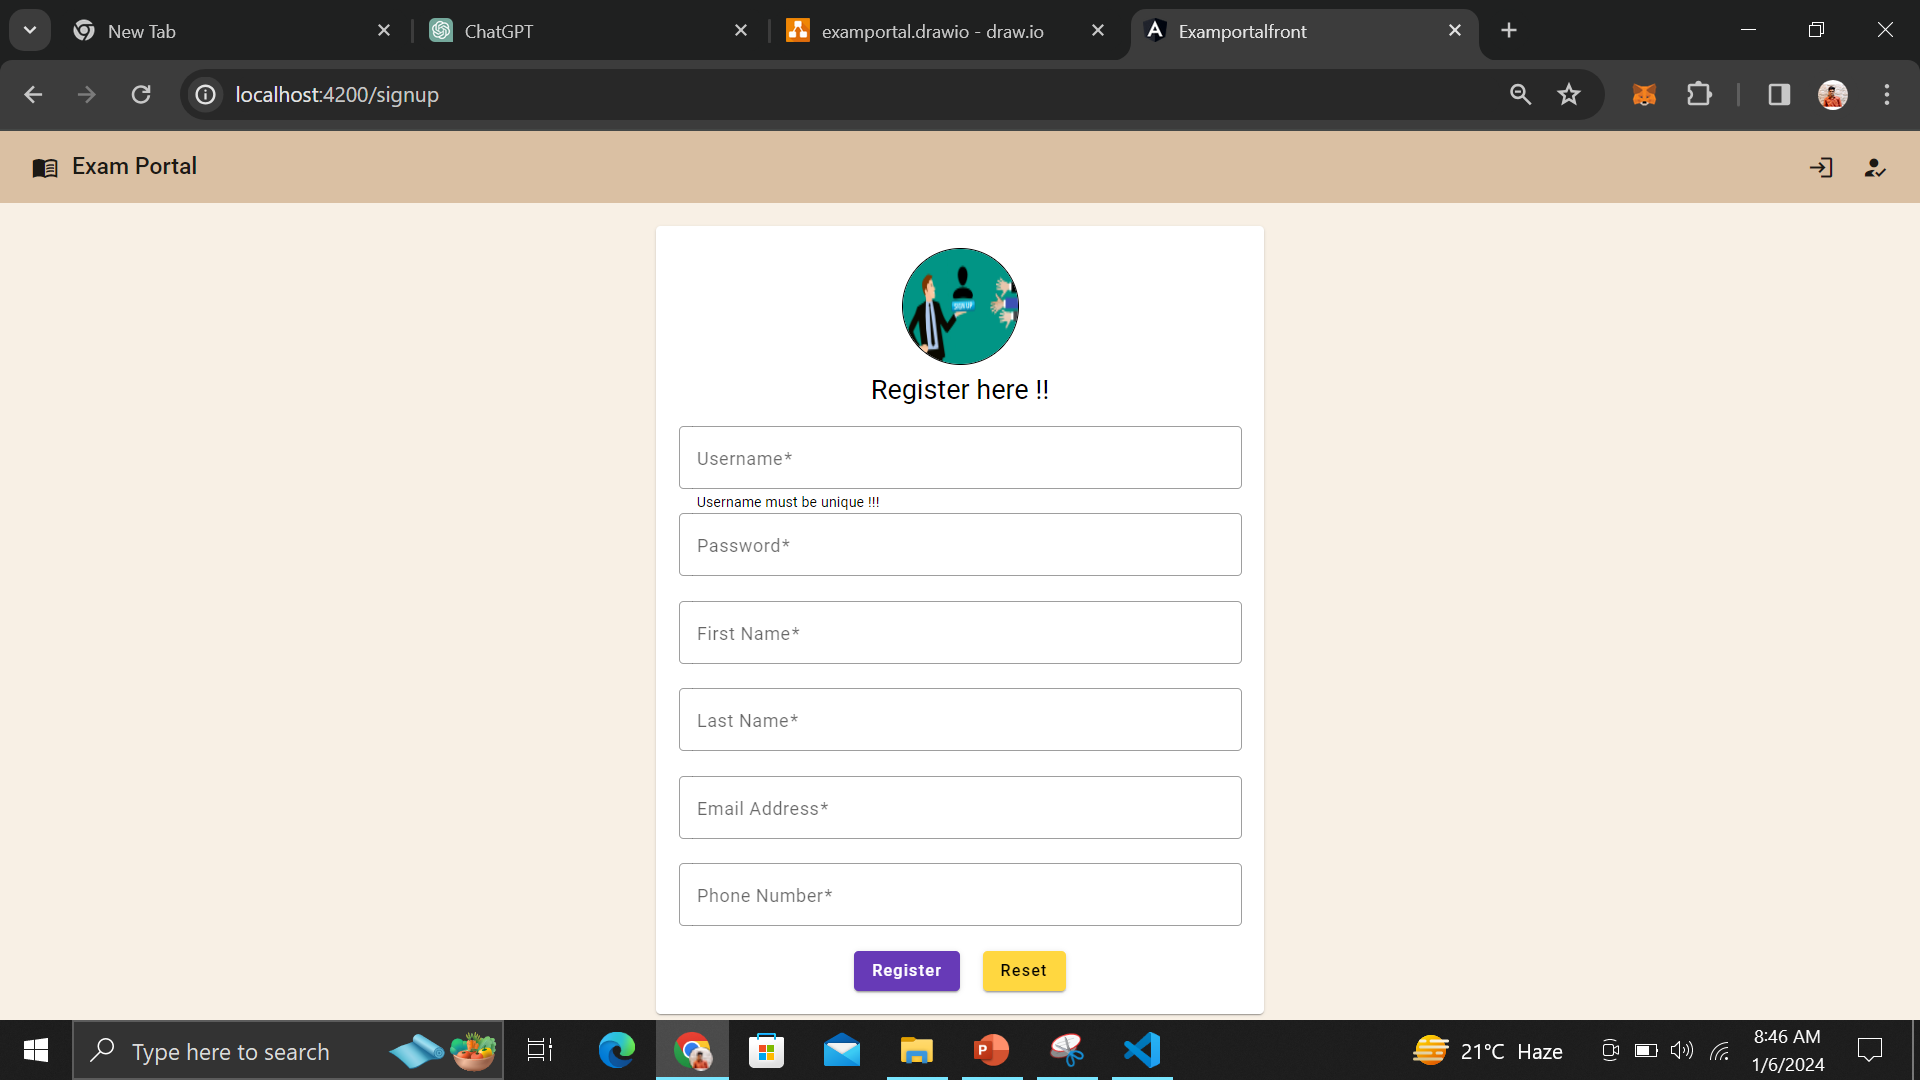 New Tab
ChatGPT
examportal.drawio - draw.io
Examportalfront
localhost:4200/signup
Exam Portal
SIGN UP
Register here !!
Username*
Username must be unique !!!
Password*
First Name*
Last Name*
Email Address*
Phone Number*
Register
Reset
Type here to search
21°C Haze
8:46 AM
1/6/2024